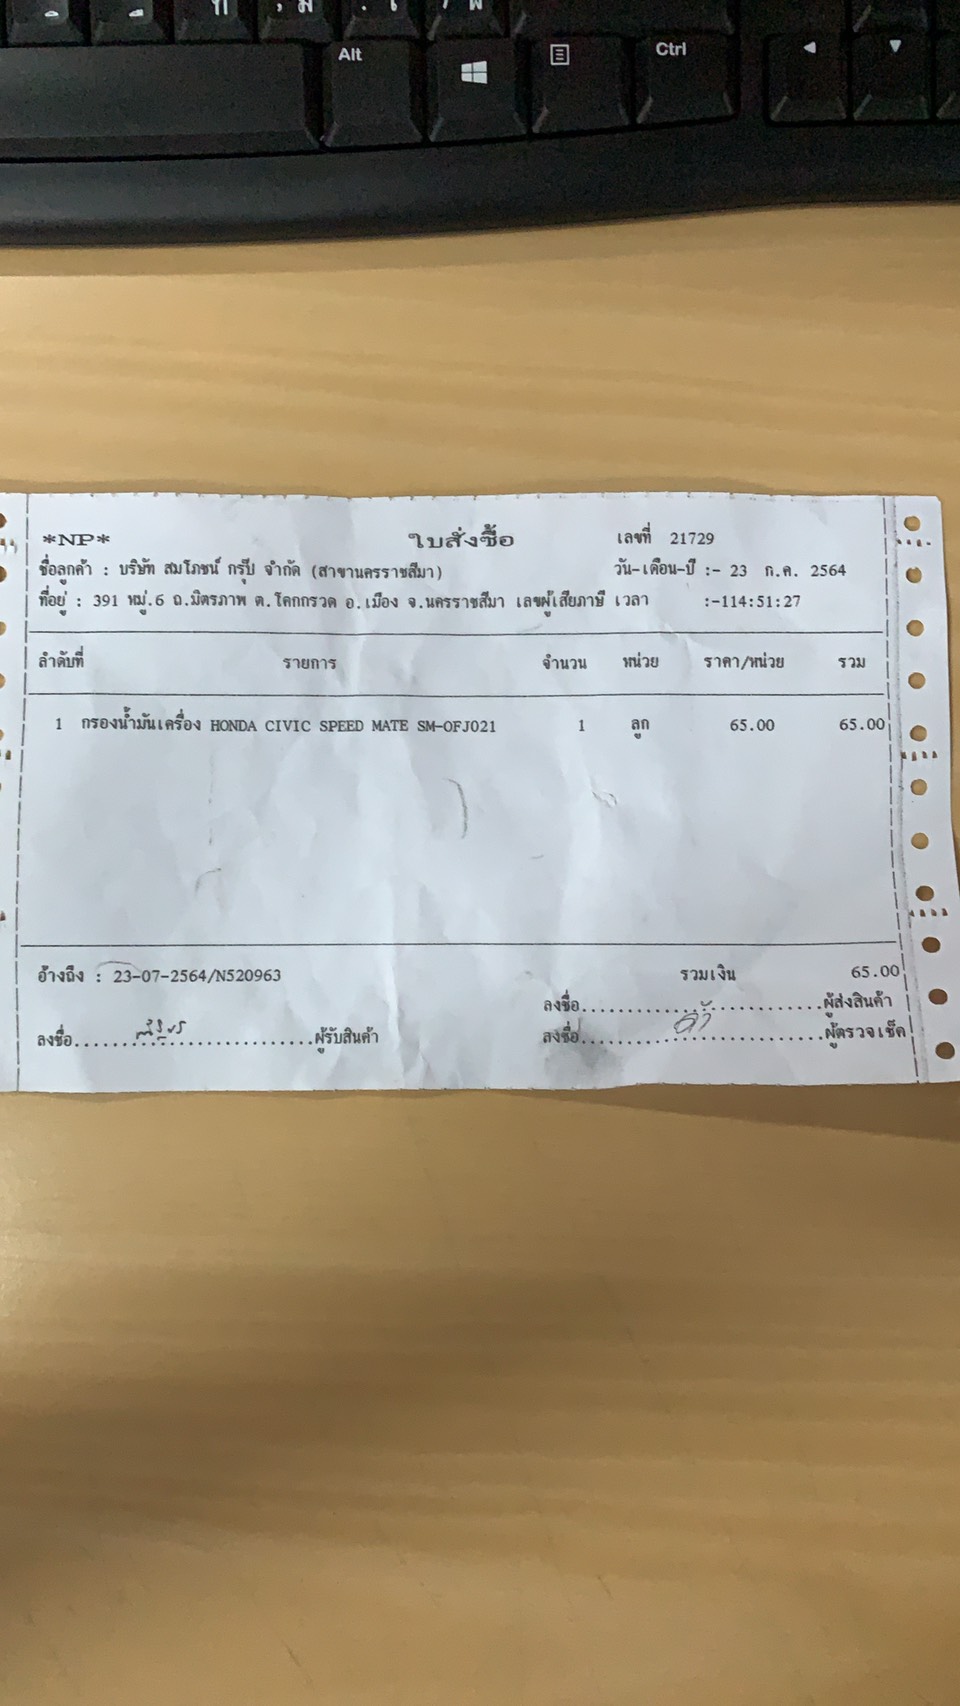 Alt
Ctrl
*NP* ใบสั่งซื้อ เลขที่ 21729
ชื่อลูกค้า : บริษัท สมโภชน์ กรุ๊ป จำกัด (สาขานครราชสีมา) วัน-เดือน-ปี :- 23 ก.ค. 2564
ที่อยู่ : 391 หมู่.6 ถ.มิตรภาพ ต.โคกกรวด อ.เมือง จ.นครราชสีมา เลขผู้เสียภาษี เวลา :-114:51:27
ลำดับที่ รายการ จำนวน หน่วย ราคา/หน่วย รวม
1 กรองน้ำมันเครื่อง HONDA CIVIC SPEED MATE SM-OFJ021 1 ลูก 65.00 65.00
อ้างถึง : 23-07-2564/N520963 รวมเงิน 65.00
ลงชื่อ..............................ผู้ส่งสินค้า
ลงชื่อ..............................ผู้รับสินค้า ลงชื่อ..............................ผู้ตรวจเช็ค